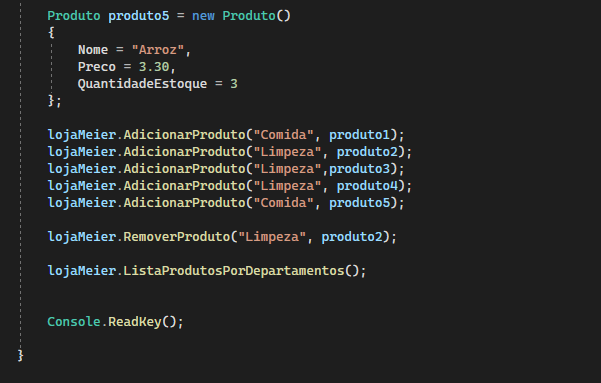 Produto produto5 = new Produto()
{
Nome = "Arroz",
Preco = 3.30,
QuantidadeEstoque = 3
};
lojaMeier.AdicionarProduto("Comida", produto1);
lojaMeier.AdicionarProduto("Limpeza", produto2);
lojaMeier.AdicionarProduto("Limpeza",produto3);
lojaMeier.AdicionarProduto("Limpeza", produto4);
lojaMeier.AdicionarProduto("Comida", produto5);
lojaMeier.RemoverProduto("Limpeza", produto2);
lojaMeier.ListaProdutosPorDepartamentos();
Console.ReadKey();
}